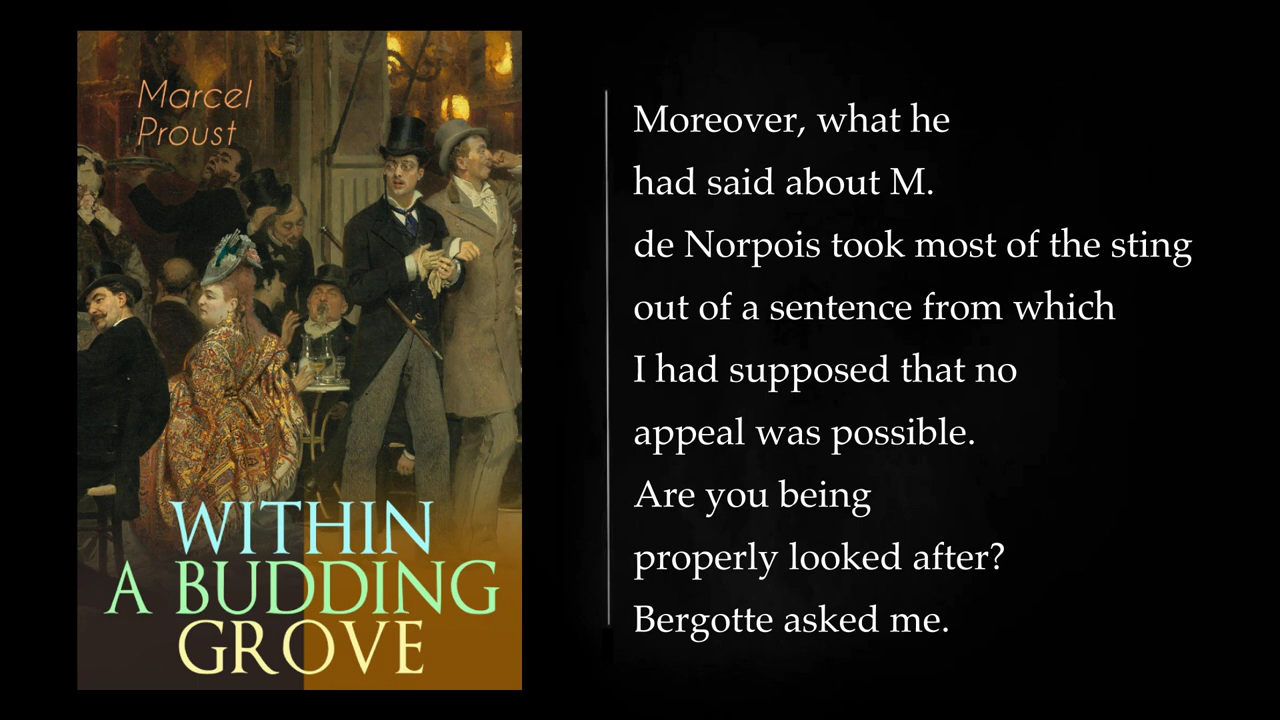 Marcel
Proust
WITHIN
A BUDDING
GROVE
Moreover, what he
had said about M.
de Norpois took most of the sting
out of a sentence from which
I had supposed that no
appeal was possible.
Are you being
properly looked after?
Bergotte asked me.